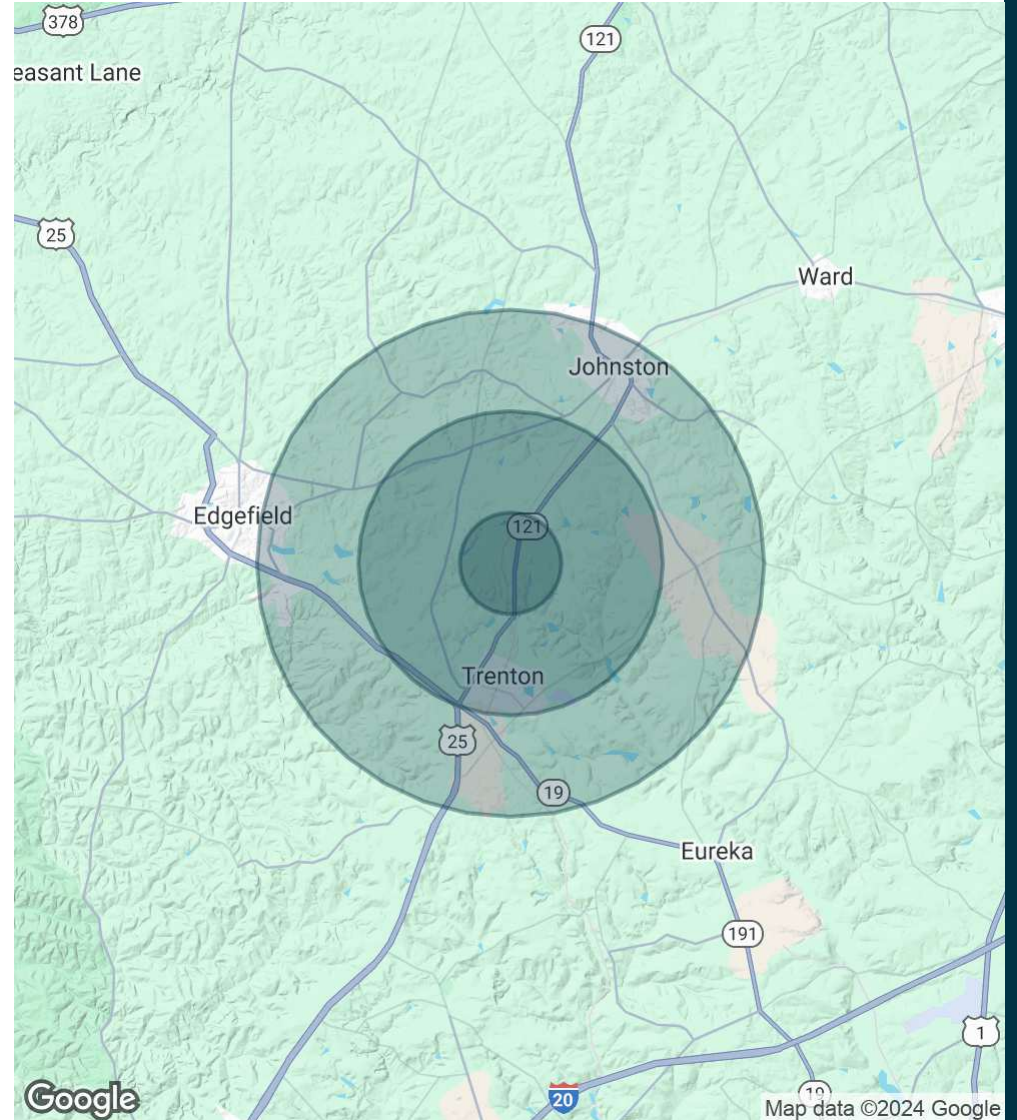 378
121
easant Lane
25
Ward
Johnston
Edgefield
121
Trenton
25
19
Eureka
191
1
20
19
Google
Map data ©2024 Google